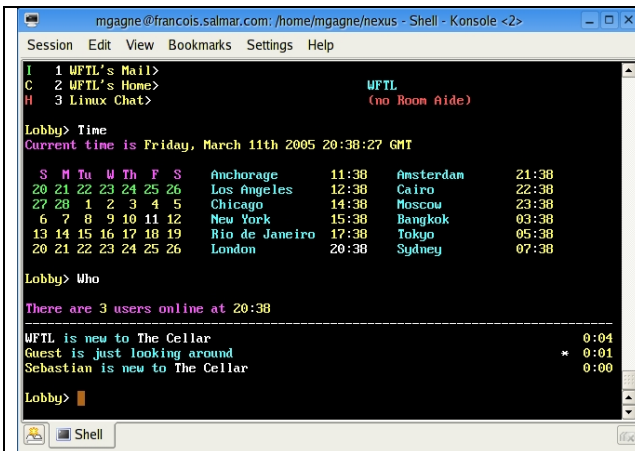 mgagne@francois.salmar.com: /home/mgagne/nexus - Shell - Konsole <2>
Session Edit View Bookmarks Settings Help
I 1 WFTL's Mail>
C 2 WFTL's Home> WFTL
H 3 Linux Chat> (no Room Aide)
Lobby> Time
Current time is Friday, March 11th 2005 20:38:27 GMT
S M Tu W Th F S Anchorage 11:38 Amsterdam 21:38
20 21 22 23 24 25 26 Los Angeles 12:38 Cairo 22:38
27 28 1 2 3 4 5 Chicago 14:38 Moscow 23:38
6 7 8 9 10 11 12 New York 15:38 Bangkok 03:38
13 14 15 16 17 18 19 Rio de Janeiro 17:38 Tokyo 05:38
20 21 22 23 24 25 26 London 20:38 Sydney 07:38
Lobby> Who
There are 3 users online at 20:38
WFTL is new to The Cellar 0:04
Guest is just looking around * 0:01
Sebastian is new to The Cellar 0:00
Lobby>
Shell